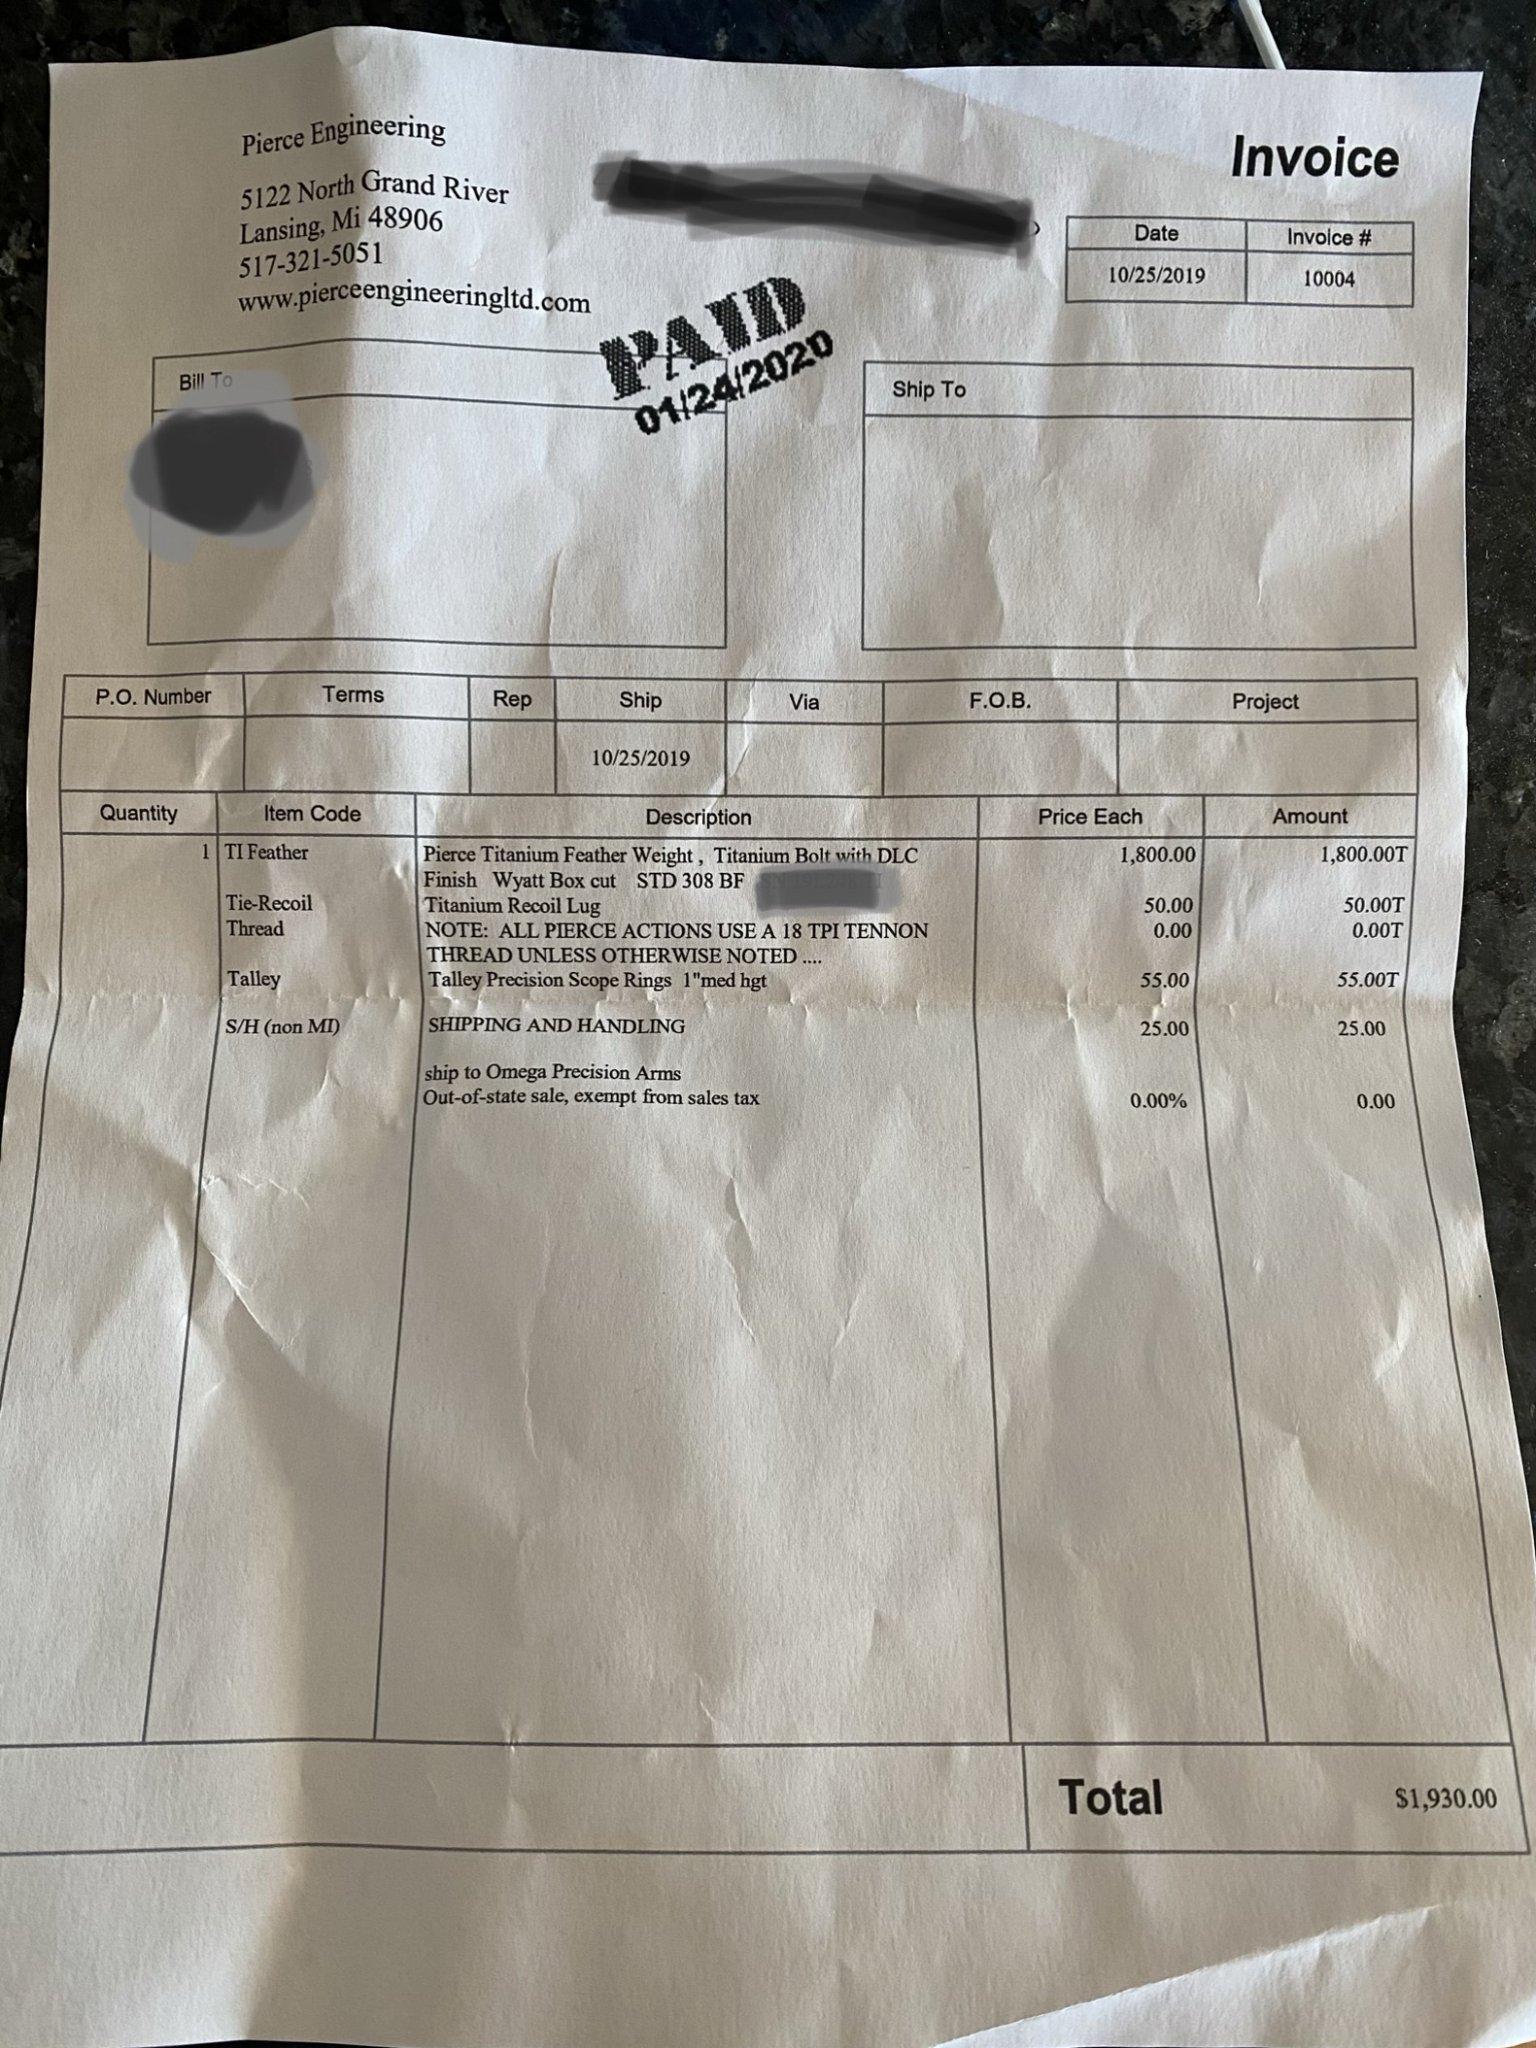 Pierce Engineering
5122 North Grand River
Lansing, Mi 48906
517-321-5051
www.pierceengineeringltd.com
Invoice
Date Invoice #
10/25/2019 10004
PAID
01/24/2020
Bill To
Ship To
P.O. Number Terms Rep Ship Via F.O.B. Project
10/25/2019
Quantity Item Code Description Price Each Amount
1 TI Feather Pierce Titanium Feather Weight , Titanium Bolt with DLC 1,800.00 1,800.00T
Finish Wyatt Box cut STD 308 BF
Tie-Recoil Titanium Recoil Lug 50.00 50.00T
Thread NOTE: ALL PIERCE ACTIONS USE A 18 TPI TENNON 0.00 0.00T
THREAD UNLESS OTHERWISE NOTED ....
Talley Talley Precision Scope Rings 1"med hgt 55.00 55.00T
S/H (non MI) SHIPPING AND HANDLING 25.00 25.00
ship to Omega Precision Arms
Out-of-state sale, exempt from sales tax 0.00% 0.00
Total $1,930.00